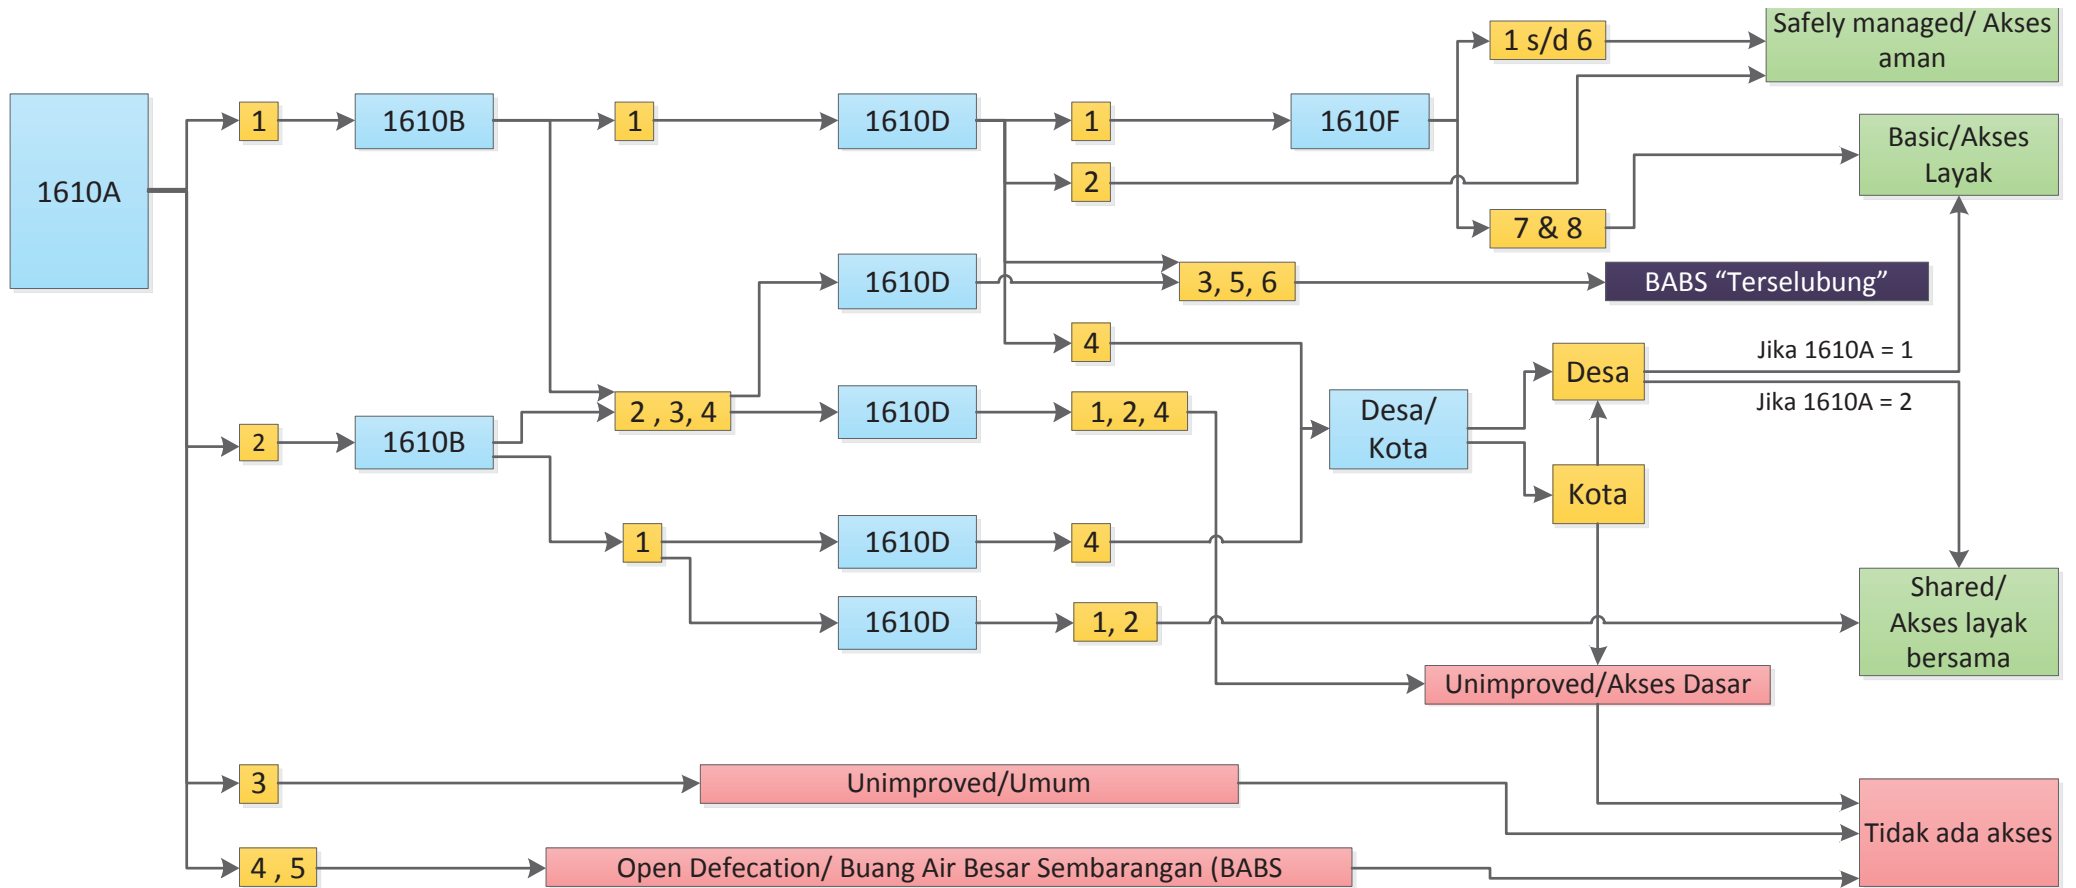 1 s/d 6
Safely managed/ Akses
aman
1610A
1
1610B
1
1610D
1
1610F
2
7 & 8
Basic/Akses
Layak
1610D
3, 5, 6
BABS “Terselubung”
4
Jika 1610A = 1
Desa
Jika 1610A = 2
2 , 3, 4
1610D
1, 2, 4
Desa/
Kota
2
1610B
Kota
1
1610D
4
1610D
1, 2
Shared/
Akses layak
bersama
Unimproved/Akses Dasar
3
Unimproved/Umum
Tidak ada akses
4 , 5
Open Defecation/ Buang Air Besar Sembarangan (BABS